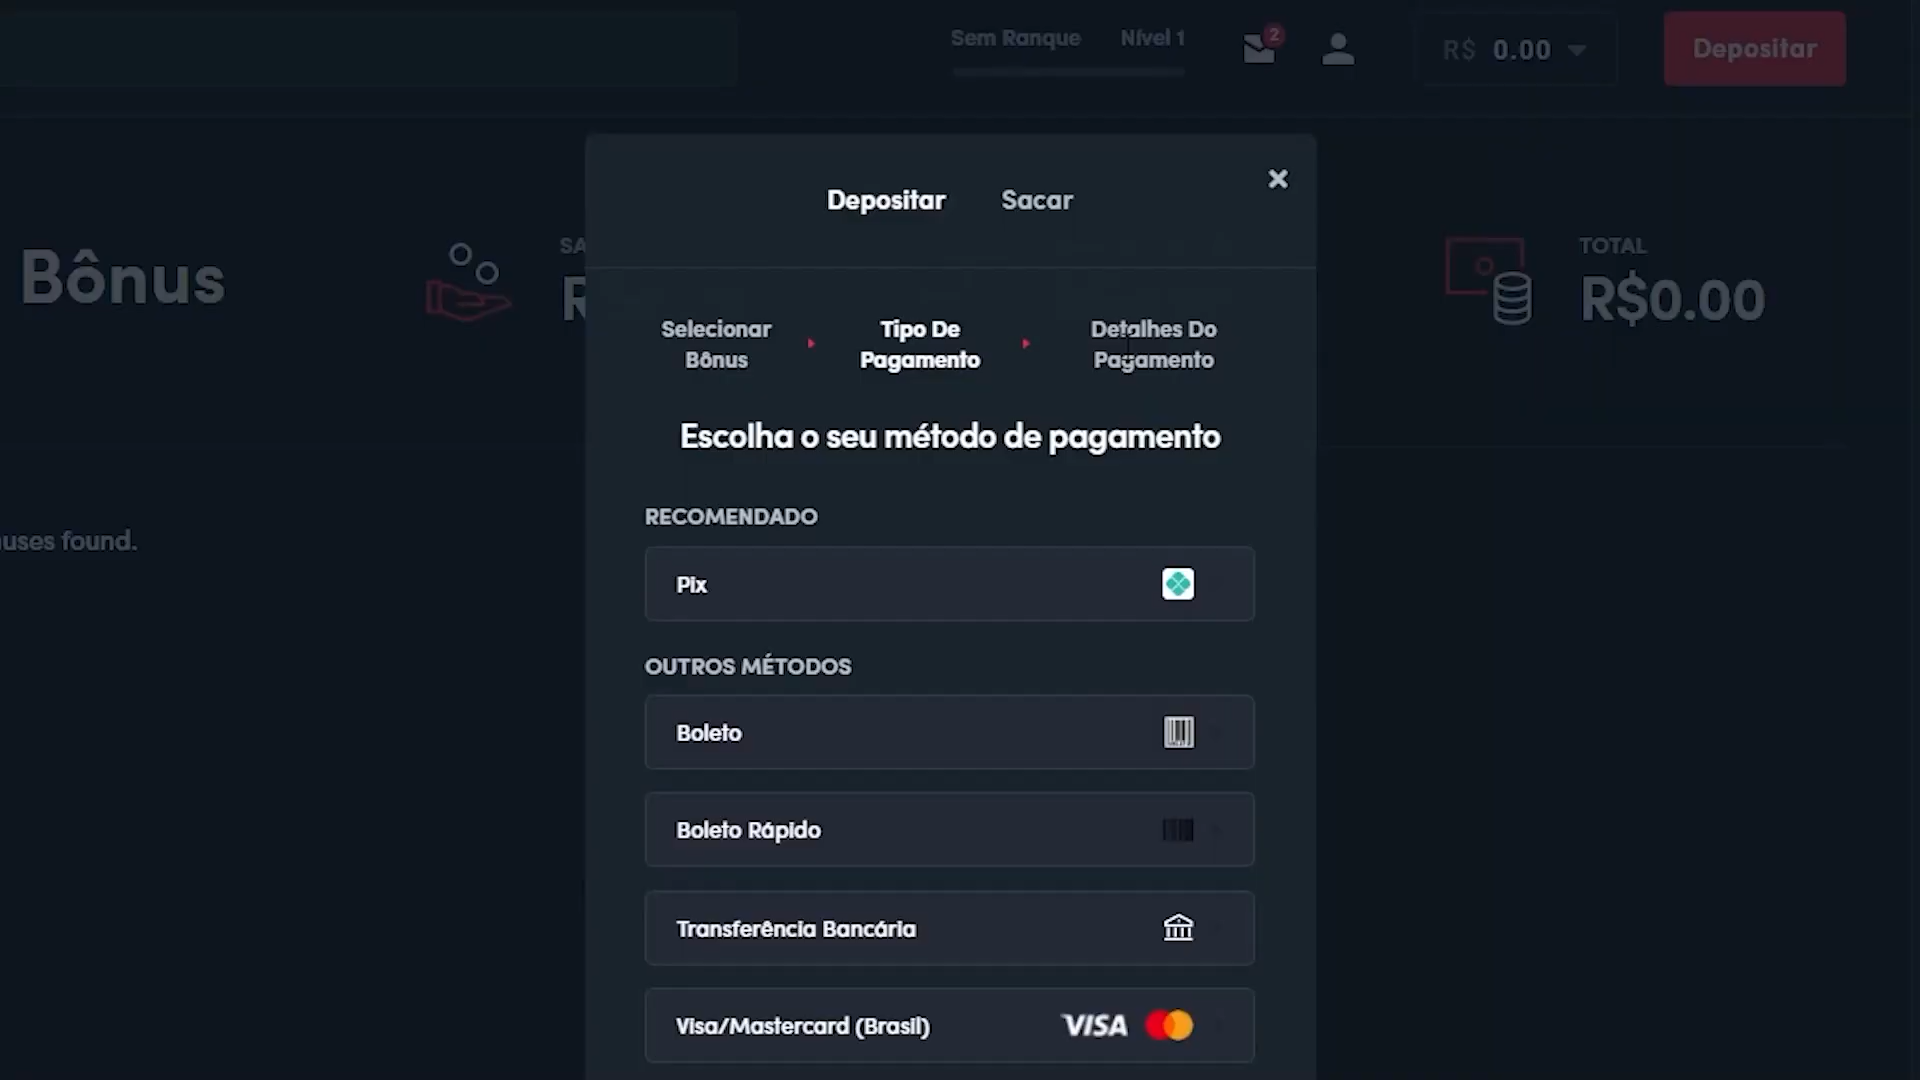 Sem Ranque Nível 1 2 R$ 0.00 Depositar
Depositar Sacar
Bônus
TOTAL
R$0.00
Selecionar Bônus
Tipo De Pagamento
Detalhes Do Pagamento
Escolha o seu método de pagamento
RECOMENDADO
found.
Pix
OUTROS MÉTODOS
Boleto
Boleto Rápido
Transferência Bancária
Visa/Mastercard (Brasil) VISA